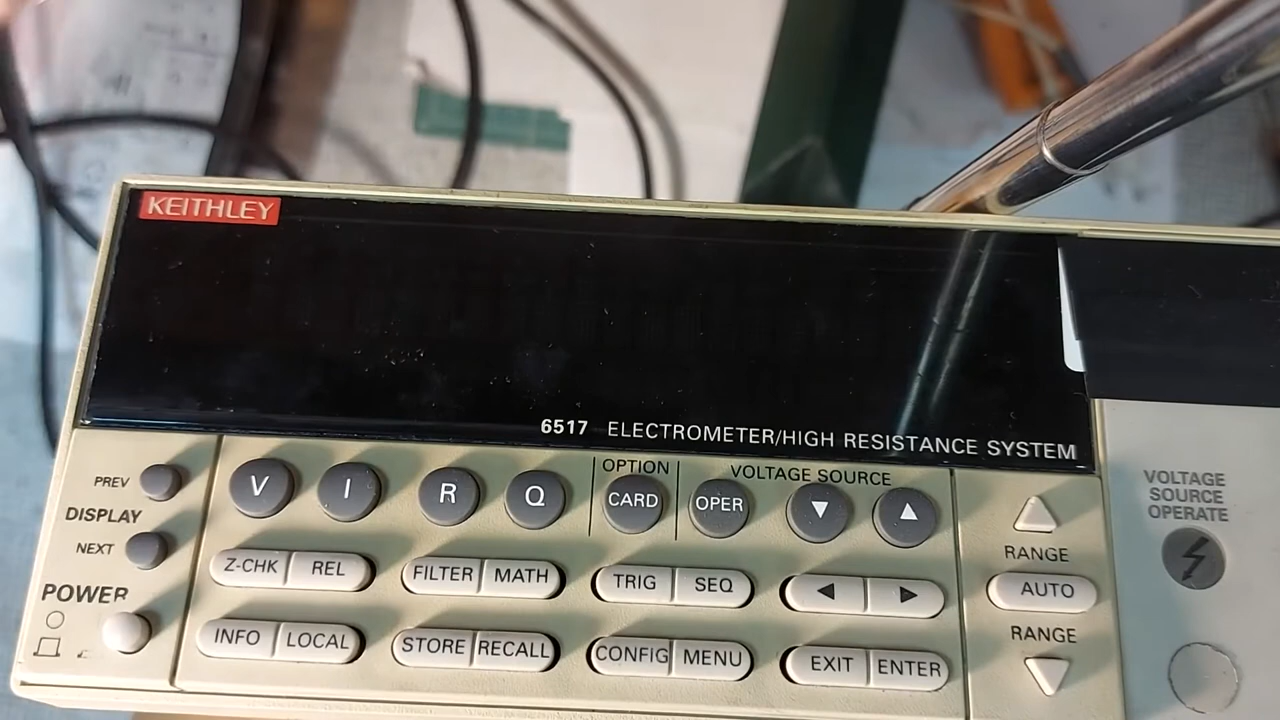 KEITHLEY
6517 ELECTROMETER/HIGH RESISTANCE SYSTEM
PREV
DISPLAY
NEXT
POWER
V I R Q
OPTION
CARD
VOLTAGE SOURCE
OPER ▼ ▲
Z-CHK REL FILTER MATH TRIG SEQ ◀ ▶
INFO LOCAL STORE RECALL CONFIG MENU EXIT ENTER
RANGE
AUTO
RANGE
VOLTAGE
SOURCE
OPERATE